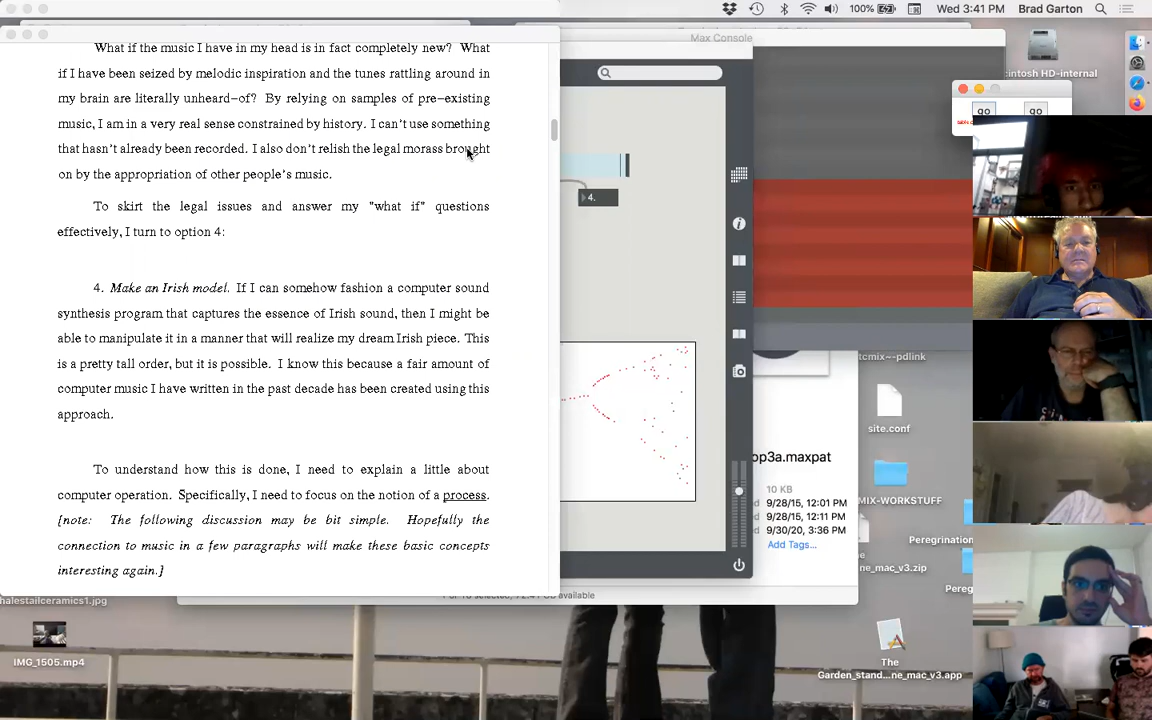 100%
Wed 3:41 PM
Brad Garton
Max Console
What if the music I have in my head is in fact completely new? What
if I have been seized by melodic inspiration and the tunes rattling around in
my brain are literally unheard-of? By relying on samples of pre-existing
music, I am in a very real sense constrained by history. I can't use something
that hasn't already been recorded. I also don't relish the legal morass brought
on by the appropriation of other people's music.
To skirt the legal issues and answer my "what if" questions
effectively, I turn to option 4:
4. Make an Irish model. If I can somehow fashion a computer sound
synthesis program that captures the essence of Irish sound, then I might be
able to manipulate it in a manner that will realize my dream Irish piece. This
is a pretty tall order, but it is possible. I know this because a fair amount of
computer music I have written in the past decade has been created using this
approach.
To understand how this is done, I need to explain a little about
computer operation. Specifically, I need to focus on the notion of a process.
[note: The following discussion may be bit simple. Hopefully the
connection to music in a few paragraphs will make these basic concepts
interesting again.]
4.
intosh HD-internal
go
go
tcmix~-pdlink
site.conf
op3a.maxpat
10 KB
9/28/15, 12:01 PM
9/28/15, 12:11 PM
9/30/20, 3:36 PM
Add Tags...
MIX-WORKSTUFF
Peregrination
ne_mac_v3.zip
Pereg
available
halestailceramics1.jpg
IMG_1505.mp4
The
Garden_stand...ne_mac_v3.app